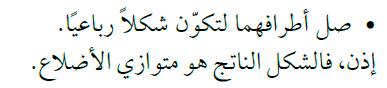 • صل أطرافهما لتكوّن شكلاً رباعيًا.
إذن، فالشكل الناتج هو متوازي الأضلاع.